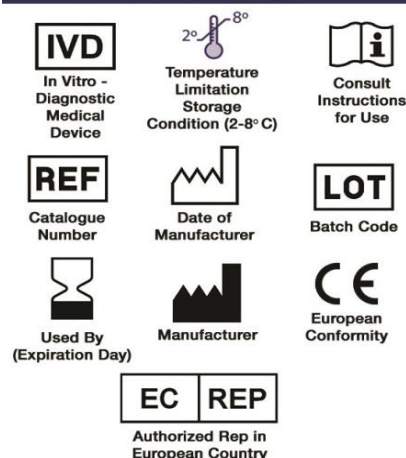 IVD
In Vitro -
Diagnostic
Medical
Device
2° 8°
Temperature
Limitation
Storage
Condition (2-8° C)
i
Consult
Instructions
for Use
REF
Catalogue
Number
Date of
Manufacturer
LOT
Batch Code
Used By
(Expiration Day)
Manufacturer
CE
European
Conformity
EC REP
Authorized Rep in
European Country